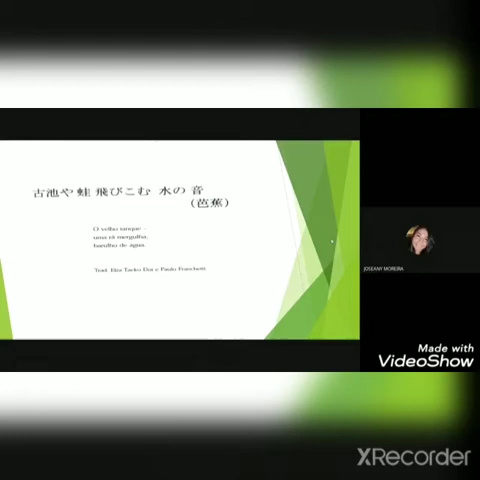 古池や 蛙 飛びこむ 水の 音
(芭蕉)
O velho tanque -
uma rã mergulha,
barulho de água.
Trad. Elza Taeko Doi e Paulo Franchetti
JOSEANY MOREIRA
Made with
VideoShow
XRecorder